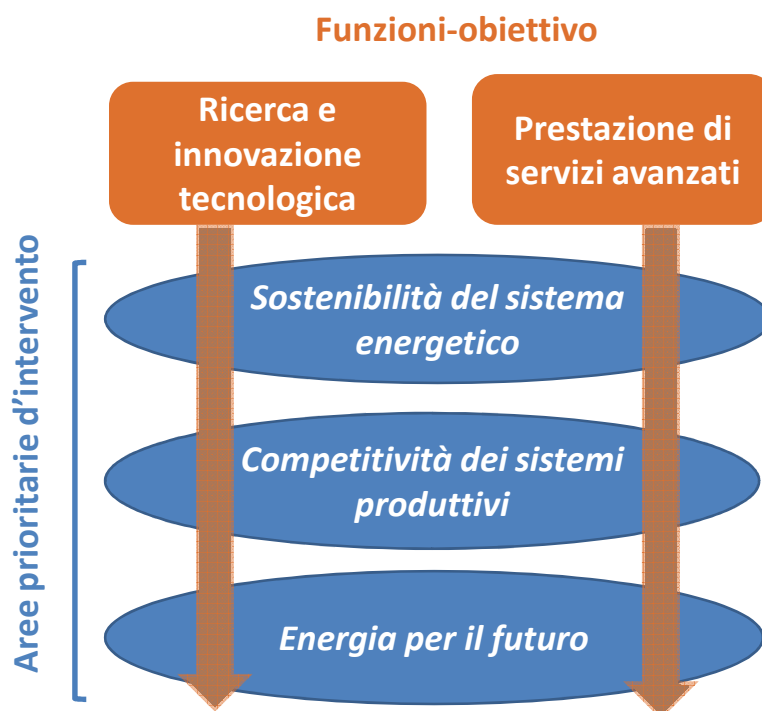 Funzioni-obiettivo
Ricerca e
innovazione
tecnologica
Prestazione di
servizi avanzati
Aree prioritarie d’intervento
Sostenibilità del sistema
energetico
Competitività dei sistemi
produttivi
Energia per il futuro